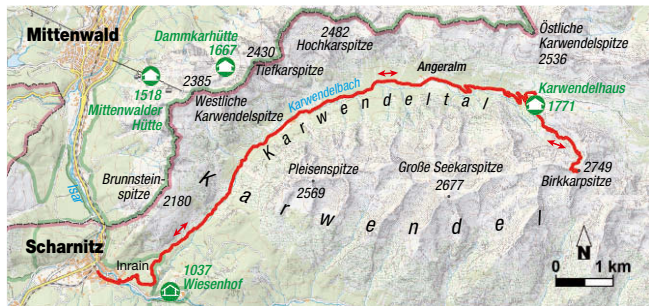 Mittenwald
Dammkarhütte
1667
2430
2482
Hochkarspitze
Östliche
Karwendelspitze
2536
1518
Mittenwalder
Hütte
2385
Tiefkarspitze
Westliche
Karwendelspitze
Karwendelbach
Angeralm
Karwendelhaus
1771
Karwendeltal
Isar
Brunnstein-
spitze
2180
Pleisenspitze
2569
Große Seekarspitze
2677
2749
Birkkarpsitze
Karwendel
Scharnitz
Inrain
1037
Wiesenhof
N
0 1 km